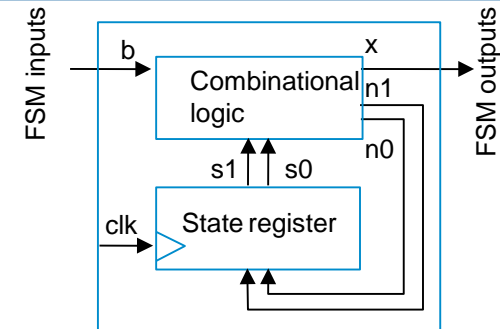 FSM inputs
b
x
FSM outputs
Combinational
logic
n1
n0
s1
s0
clk
State register